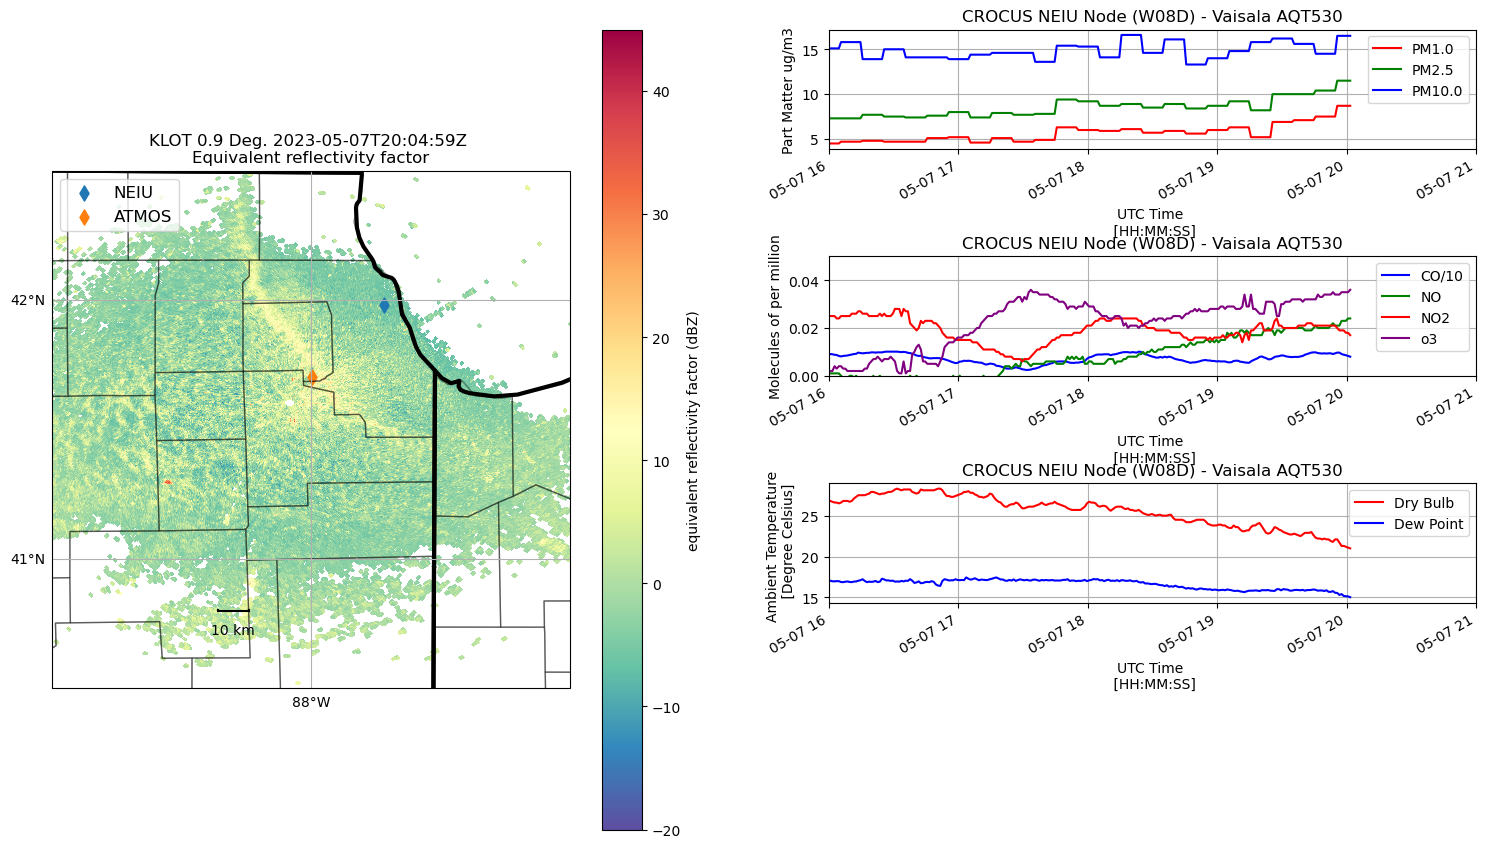 KLOT 0.9 Deg. 2023-05-07T20:04:59Z
Equivalent reflectivity factor
NEIU
ATMOS
42°N
41°N
88°W
10 km
40
30
20
10
0
−10
−20
equivalent reflectivity factor (dBZ)
CROCUS NEIU Node (W08D) - Vaisala AQT530
Part Matter ug/m3
15
10
5
PM1.0
PM2.5
PM10.0
05-07 16
05-07 17
05-07 18
05-07 19
05-07 20
05-07 21
UTC Time
[HH:MM:SS]
CROCUS NEIU Node (W08D) - Vaisala AQT530
Molecules of per million
0.04
0.02
0.00
CO/10
NO
NO2
o3
05-07 16
05-07 17
05-07 18
05-07 19
05-07 20
05-07 21
UTC Time
[HH:MM:SS]
CROCUS NEIU Node (W08D) - Vaisala AQT530
Ambient Temperature
[Degree Celsius]
25
20
15
Dry Bulb
Dew Point
05-07 16
05-07 17
05-07 18
05-07 19
05-07 20
05-07 21
UTC Time
[HH:MM:SS]